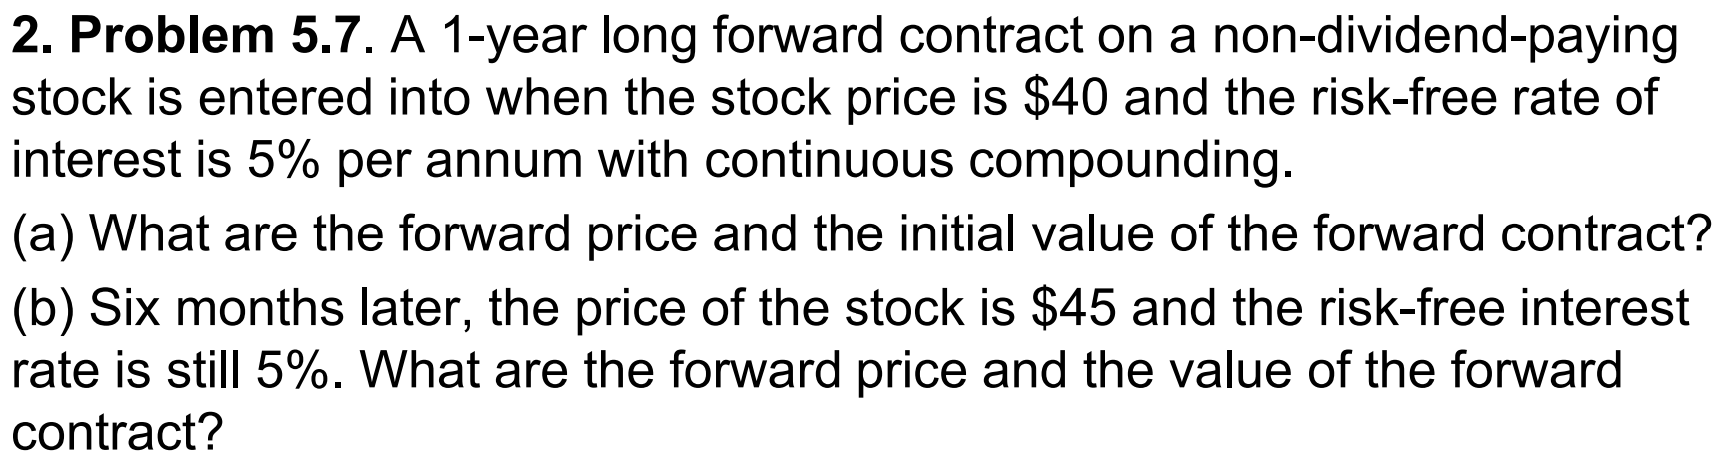 2. Problem 5.7. A 1-year long forward contract on a non-dividend-paying
stock is entered into when the stock price is $40 and the risk-free rate of
interest is 5% per annum with continuous compounding.
(a) What are the forward price and the initial value of the forward contract?
(b) Six months later, the price of the stock is $45 and the risk-free interest
rate is still 5%. What are the forward price and the value of the forward
contract?